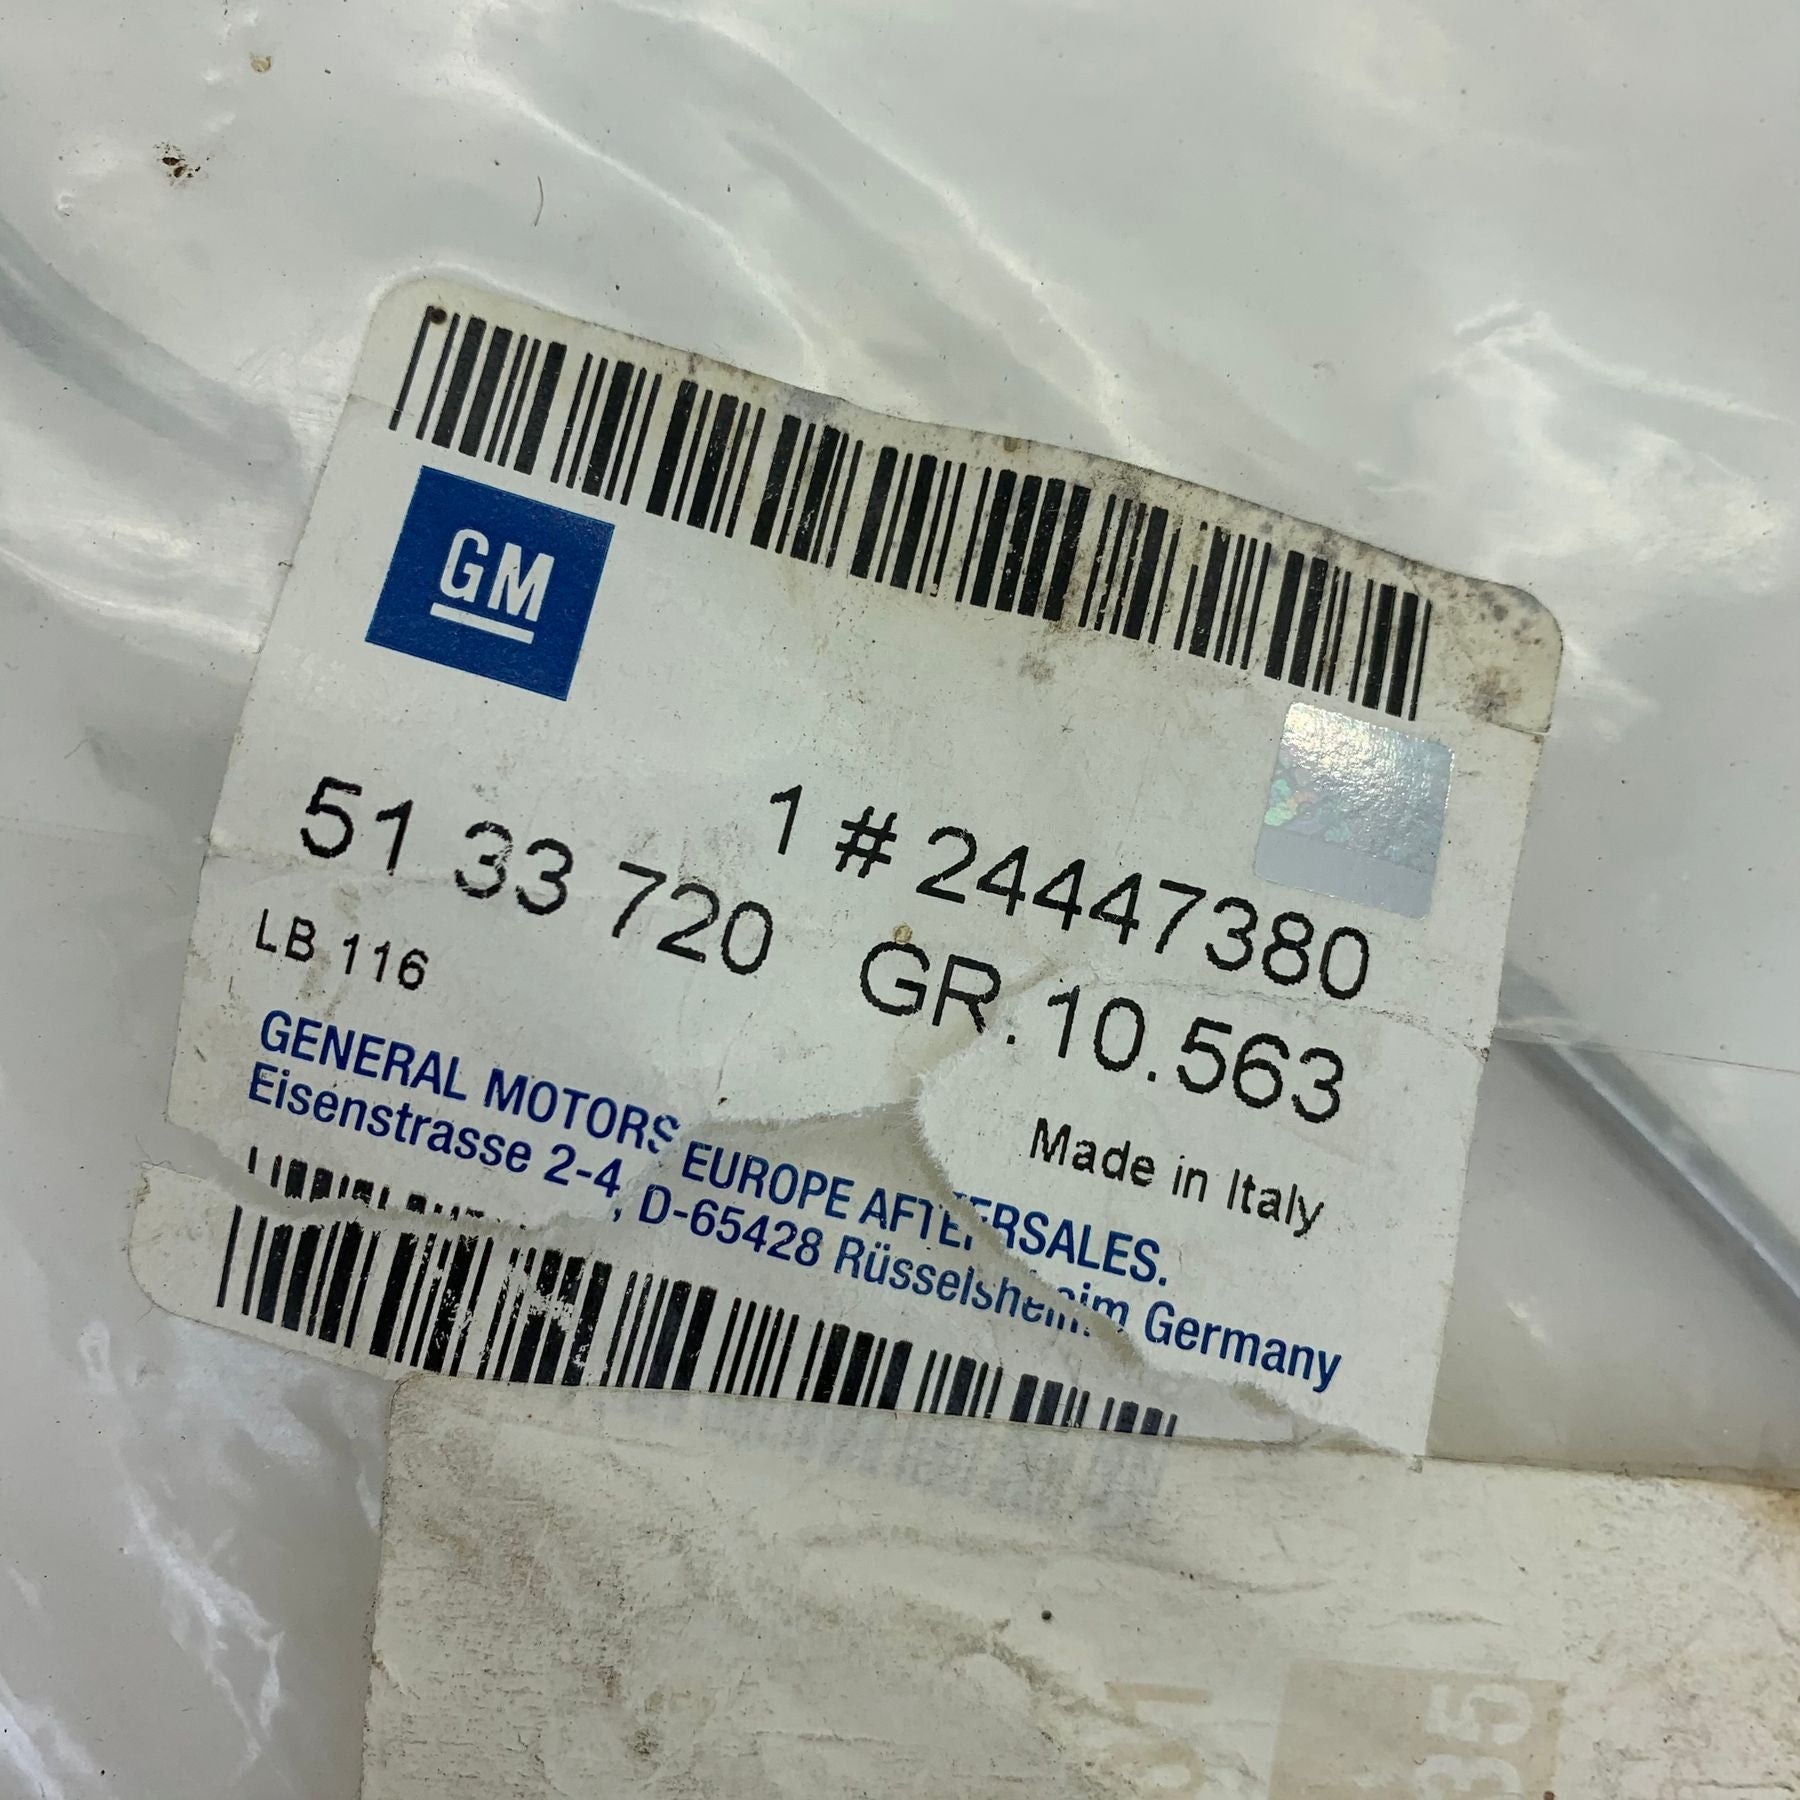 GM
1 # 24447380
51 33 720 GR. 10.563
LB 116
Made in Italy
GENERAL MOTORS EUROPE AFTERSALES.
Eisenstrasse 2-4, D-65428 Rüsselsheim Germany
35